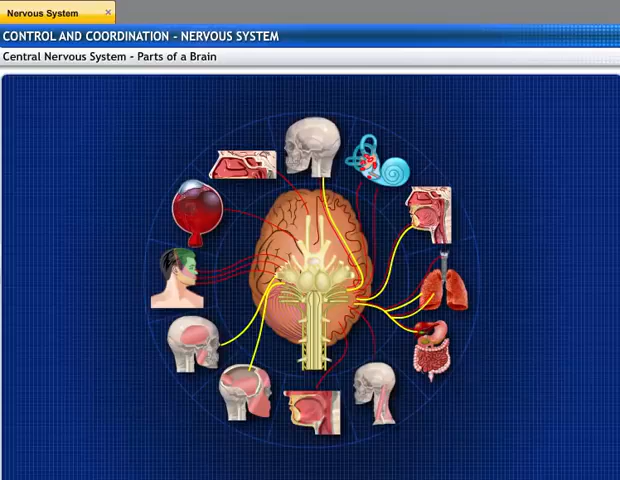 Nervous System ×
CONTROL AND COORDINATION - NERVOUS SYSTEM
Central Nervous System - Parts of a Brain